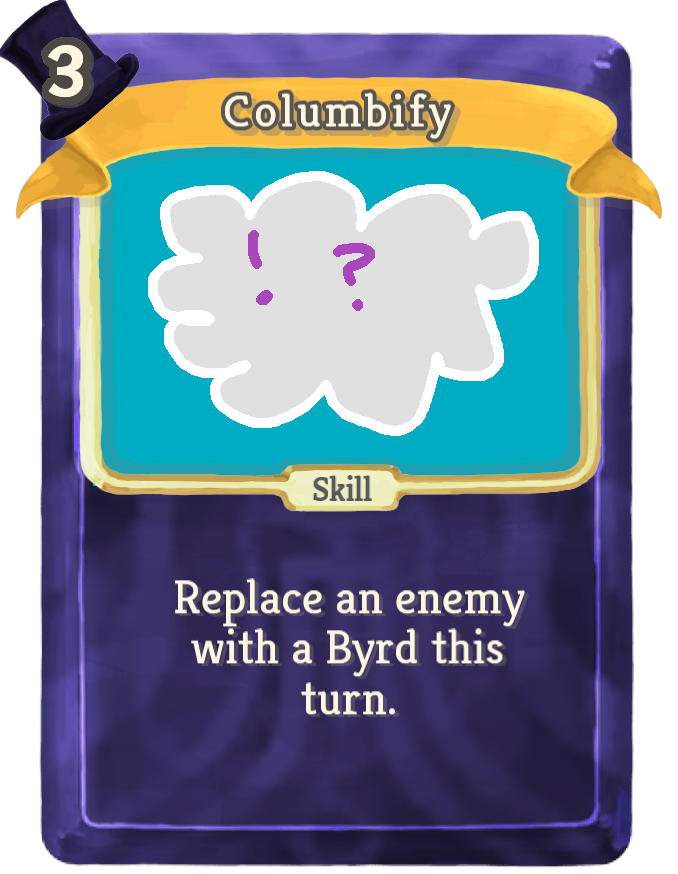 3
Columbify
! ?
Skill
Replace an enemy
with a Byrd this
turn.